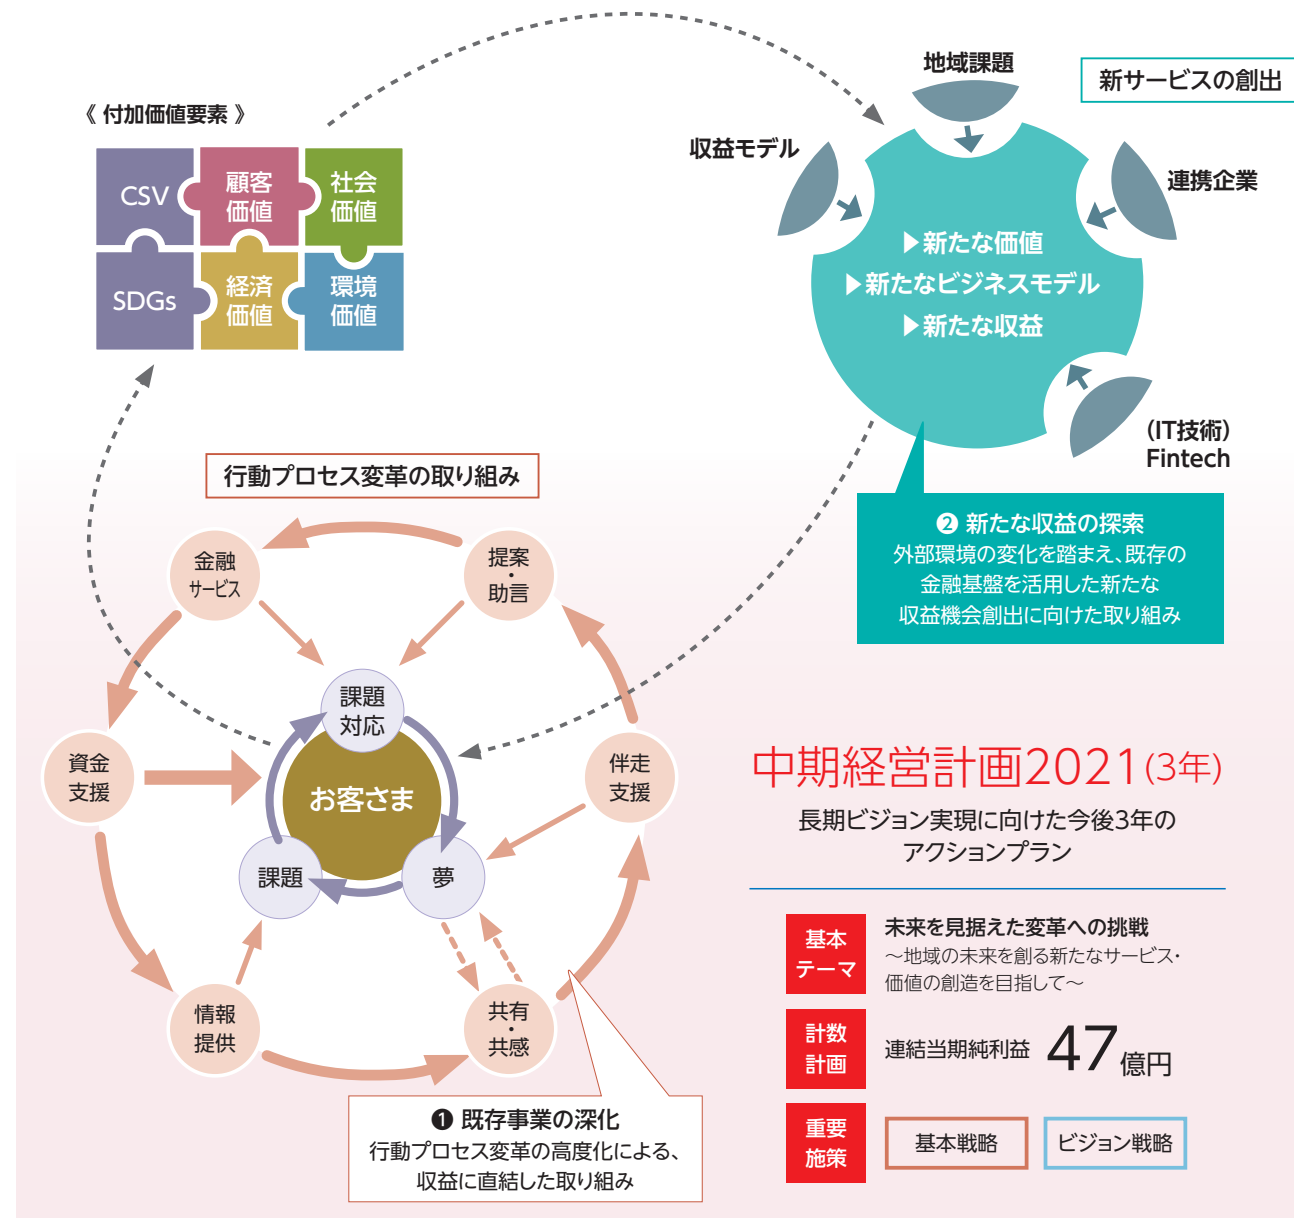 《 付加価値要素 》
CSV
顧客
価値
社会
価値
SDGs
経済
価値
環境
価値
新サービスの創出
地域課題
収益モデル
連携企業
▶新たな価値
▶新たなビジネスモデル
▶新たな収益
(IT技術)
Fintech
❷ 新たな収益の探索
外部環境の変化を踏まえ、既存の
金融基盤を活用した新たな
収益機会創出に向けた取り組み
行動プロセス変革の取り組み
金融
サービス
提案
・
助言
資金
支援
伴走
支援
情報
提供
共有
・
共感
課題
対応
お客さま
課題
夢
❶ 既存事業の深化
行動プロセス変革の高度化による、
収益に直結した取り組み
中期経営計画2021(3年)
長期ビジョン実現に向けた今後3年の
アクションプラン
基本
テーマ
未来を見据えた変革への挑戦
〜地域の未来を創る新たなサービス・
価値の創造を目指して〜
計数
計画
連結当期純利益 47億円
重要
施策
基本戦略
ビジョン戦略